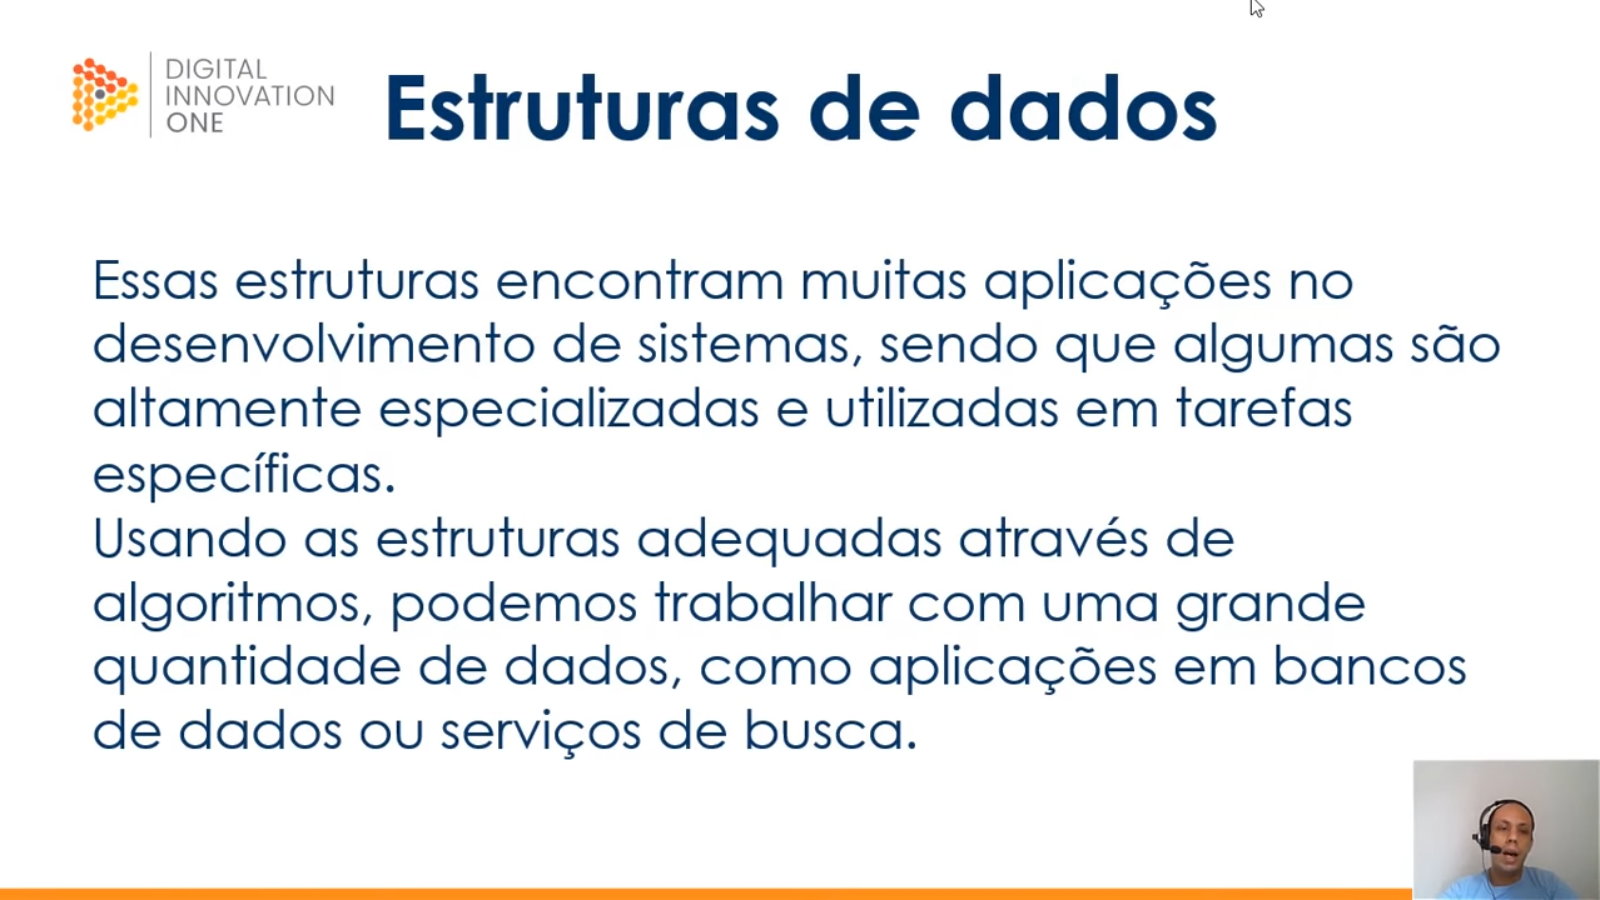 DIGITAL
INNOVATION
ONE
Estruturas de dados
Essas estruturas encontram muitas aplicações no
desenvolvimento de sistemas, sendo que algumas são
altamente especializadas e utilizadas em tarefas
específicas.
Usando as estruturas adequadas através de
algoritmos, podemos trabalhar com uma grande
quantidade de dados, como aplicações em bancos
de dados ou serviços de busca.